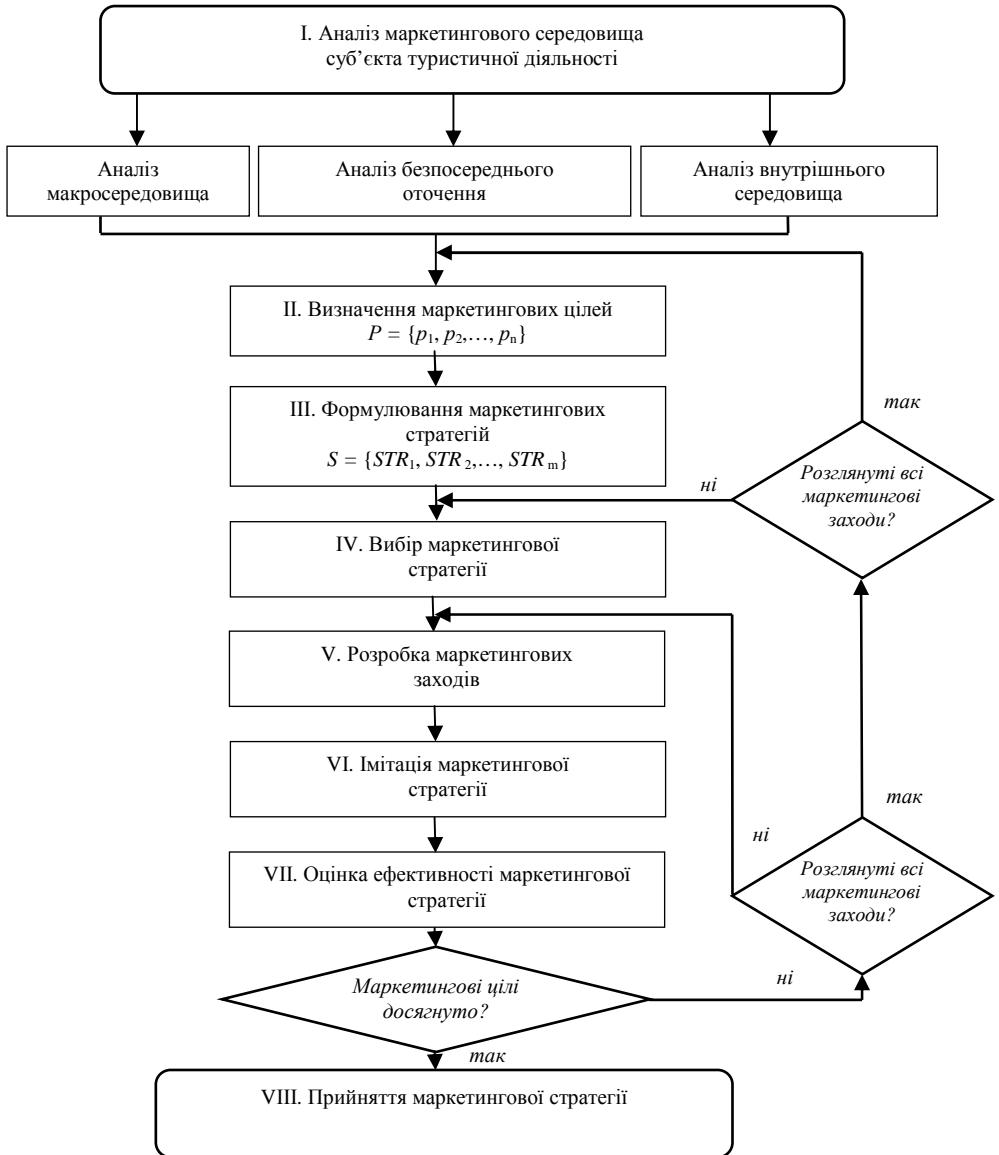 I. Аналіз маркетингового середовища
суб’єкта туристичної діяльності
Аналіз
макросередовища
Аналіз безпосереднього
оточення
Аналіз внутрішнього
середовища
II. Визначення маркетингових цілей
P = {p₁, p₂,…, pₙ}
III. Формулювання маркетингових
стратегій
S = {STR₁, STR₂,…, STRₘ}
так
ні
Розглянуті всі
маркетингові
заходи?
IV. Вибір маркетингової
стратегії
V. Розробка маркетингових
заходів
VI. Імітація маркетингової
стратегії
так
ні
Розглянуті всі
маркетингові
заходи?
VII. Оцінка ефективності маркетингової
стратегії
Маркетингові цілі
досягнуто?
ні
так
VIII. Прийняття маркетингової стратегії